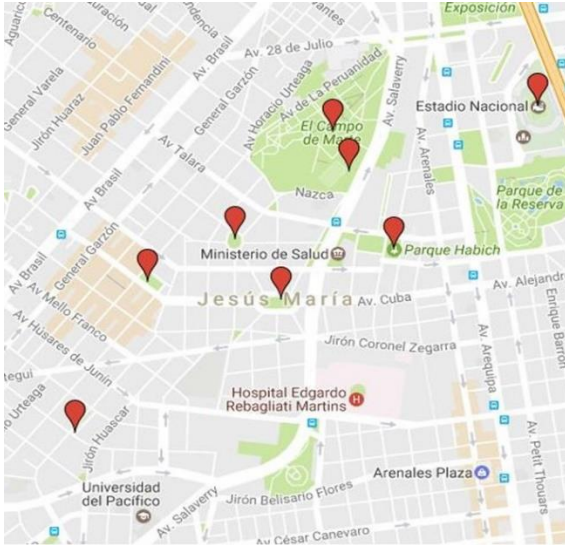 Exposición
Aguarico
Centenario
Av. Brasil
Av. 28 de Julio
General Varela
Jirón Huaraz
Juan Pablo Fernandini
General Garzón
Av Horacio Urteaga
Av de La Peruanidad
Av. Salaverry
Estadio Nacional
El Campo
de Marte
Av. Arenales
Av Talara
Av Brasil
Nazca
Parque de
la Reserva
General Garzón
Ministerio de Salud
Parque Habich
Av Brasil
Av Mello Franco
Jesús María
Av. Cuba
Av. Alejandr
Enrique Barrón
Av Húsares de Junín
Jirón Coronel Zegarra
Av. Arequipa
tegui
Urteaga
Hospital Edgardo
Rebagliati Martins
Jirón Huascar
Av. Petit Thouars
Arenales Plaza
Universidad
del Pacífico
Av. Salaverry
Jirón Belisario Flores
Av César Canevaro